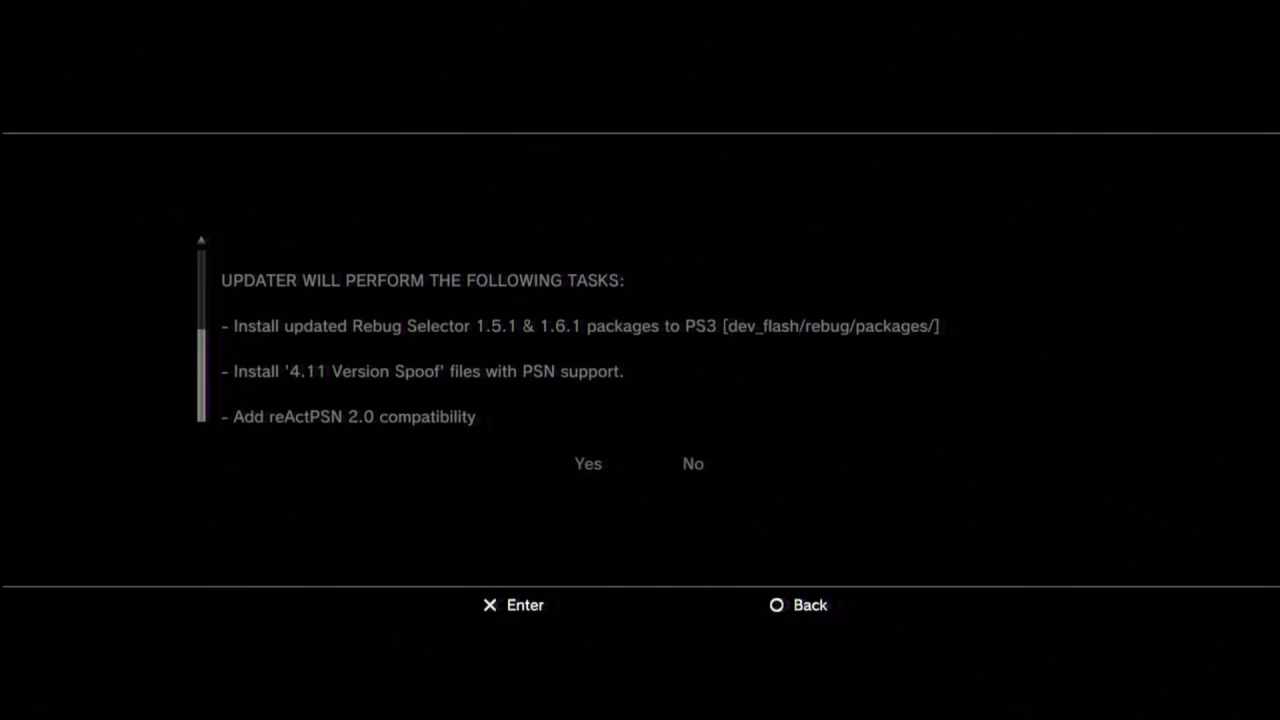 UPDATER WILL PERFORM THE FOLLOWING TASKS:
- Install updated Rebug Selector 1.5.1 & 1.6.1 packages to PS3 [dev_flash/rebug/packages/]
- Install '4.11 Version Spoof' files with PSN support.
- Add reActPSN 2.0 compatibility
Yes No
Enter Back